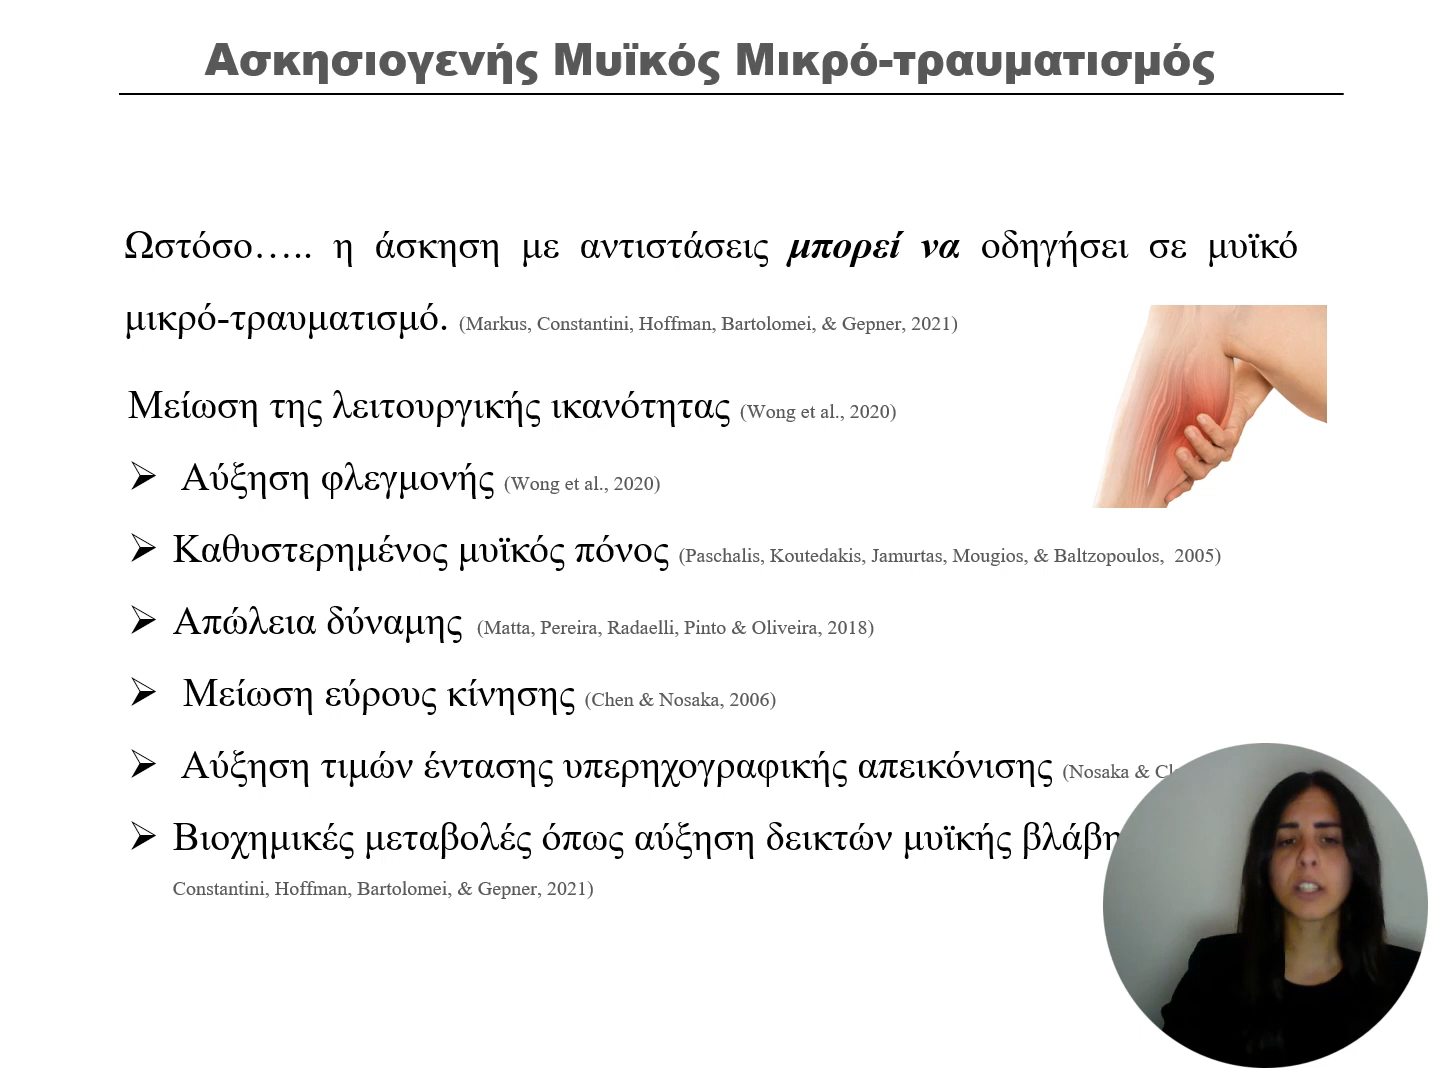 Ασκησιογενής Μυϊκός Μικρό-τραυματισμός
Ωστόσο….. η άσκηση με αντιστάσεις μπορεί να οδηγήσει σε μυϊκό
μικρό-τραυματισμό. (Markus, Constantini, Hoffman, Bartolomei, & Gepner, 2021)
Μείωση της λειτουργικής ικανότητας (Wong et al., 2020)
➢ Αύξηση φλεγμονής (Wong et al., 2020)
➢ Καθυστερημένος μυϊκός πόνος (Paschalis, Koutedakis, Jamurtas, Mougios, & Baltzopoulos, 2005)
➢ Απώλεια δύναμης (Matta, Pereira, Radaelli, Pinto & Oliveira, 2018)
➢ Μείωση εύρους κίνησης (Chen & Nosaka, 2006)
➢ Αύξηση τιμών έντασης υπερηχογραφικής απεικόνισης (Nosaka &
➢ Βιοχημικές μεταβολές όπως αύξηση δεικτών μυϊκής
Constantini, Hoffman, Bartolomei, & Gepner, 2021)